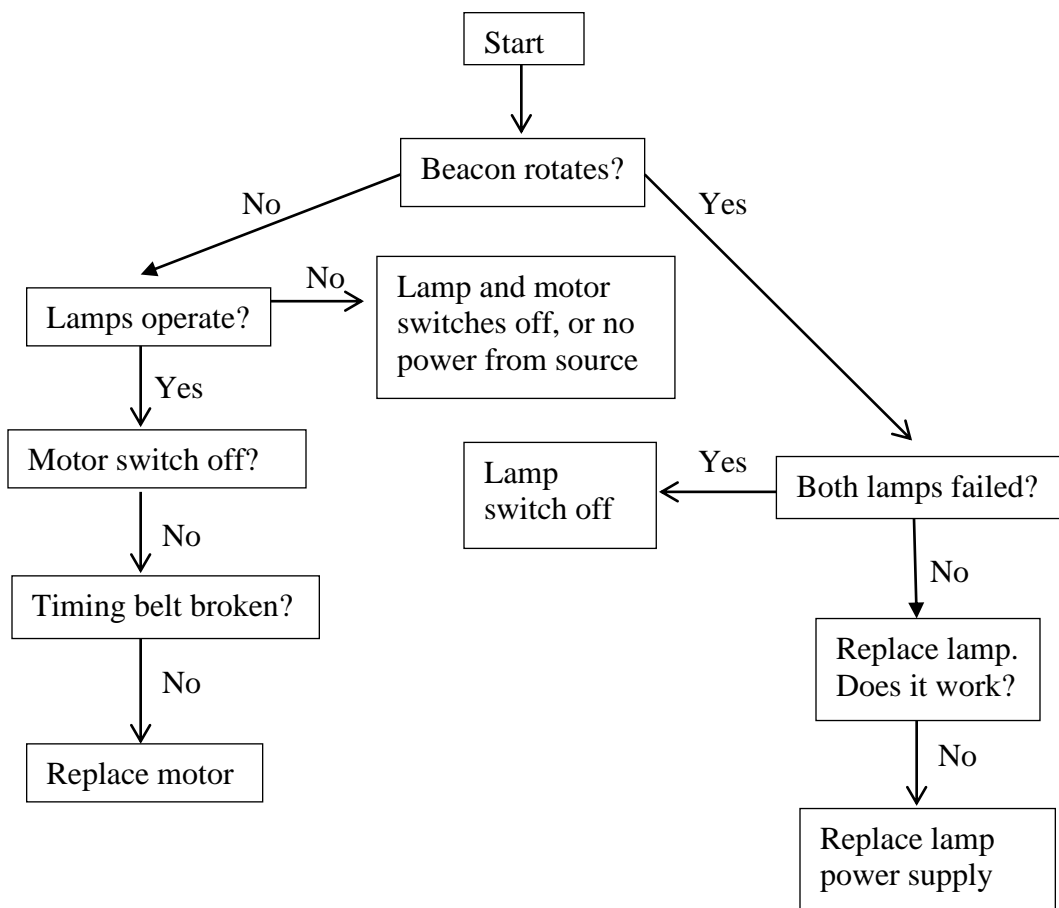 Start
Beacon rotates?
No
Yes
No
Lamps operate?
Lamp and motor
switches off, or no
power from source
Yes
Motor switch off?
Yes
Lamp
switch off
Both lamps failed?
No
No
Timing belt broken?
Replace lamp.
Does it work?
No
No
Replace motor
Replace lamp
power supply